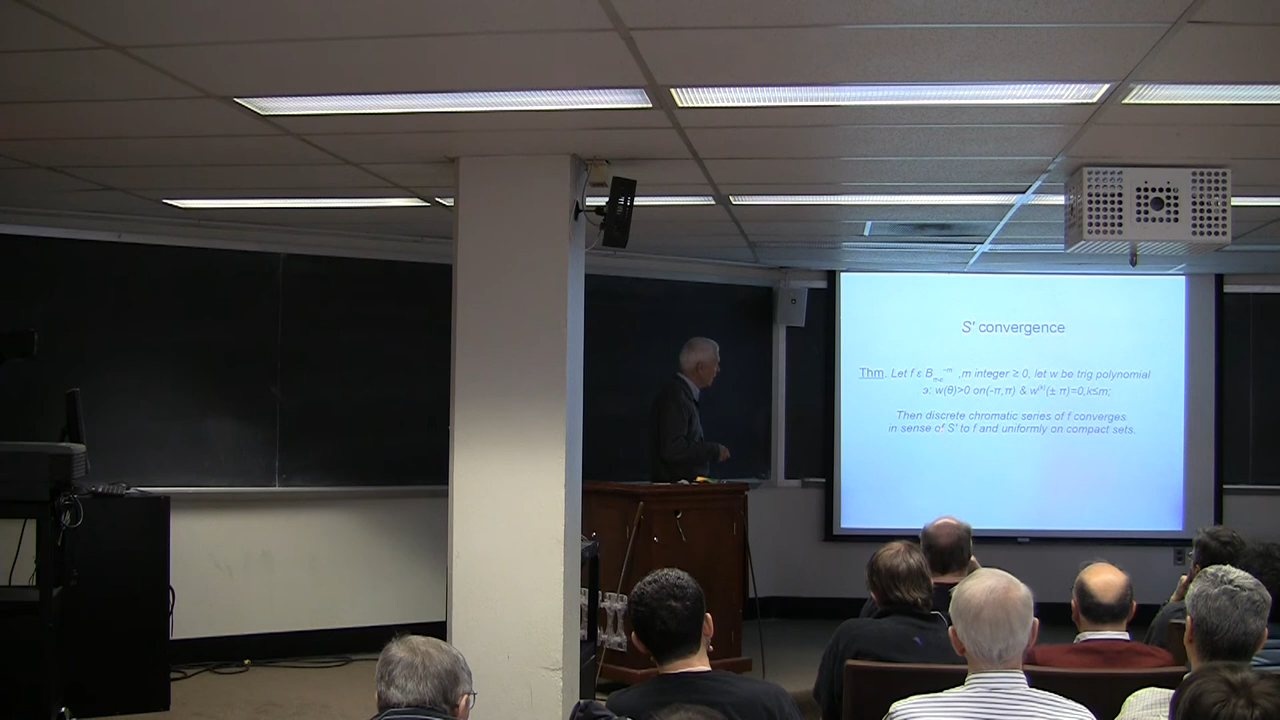 S' convergence
Thm. Let f ε B_{π-ε}^{-m} ,m integer ≥ 0, let w be trig polynomial
э: w(θ)>0 on(-π,π) & w^{(k)}(± π)=0,k≤m;
Then discrete chromatic series of f converges
in sense of S' to f and uniformly on compact sets.